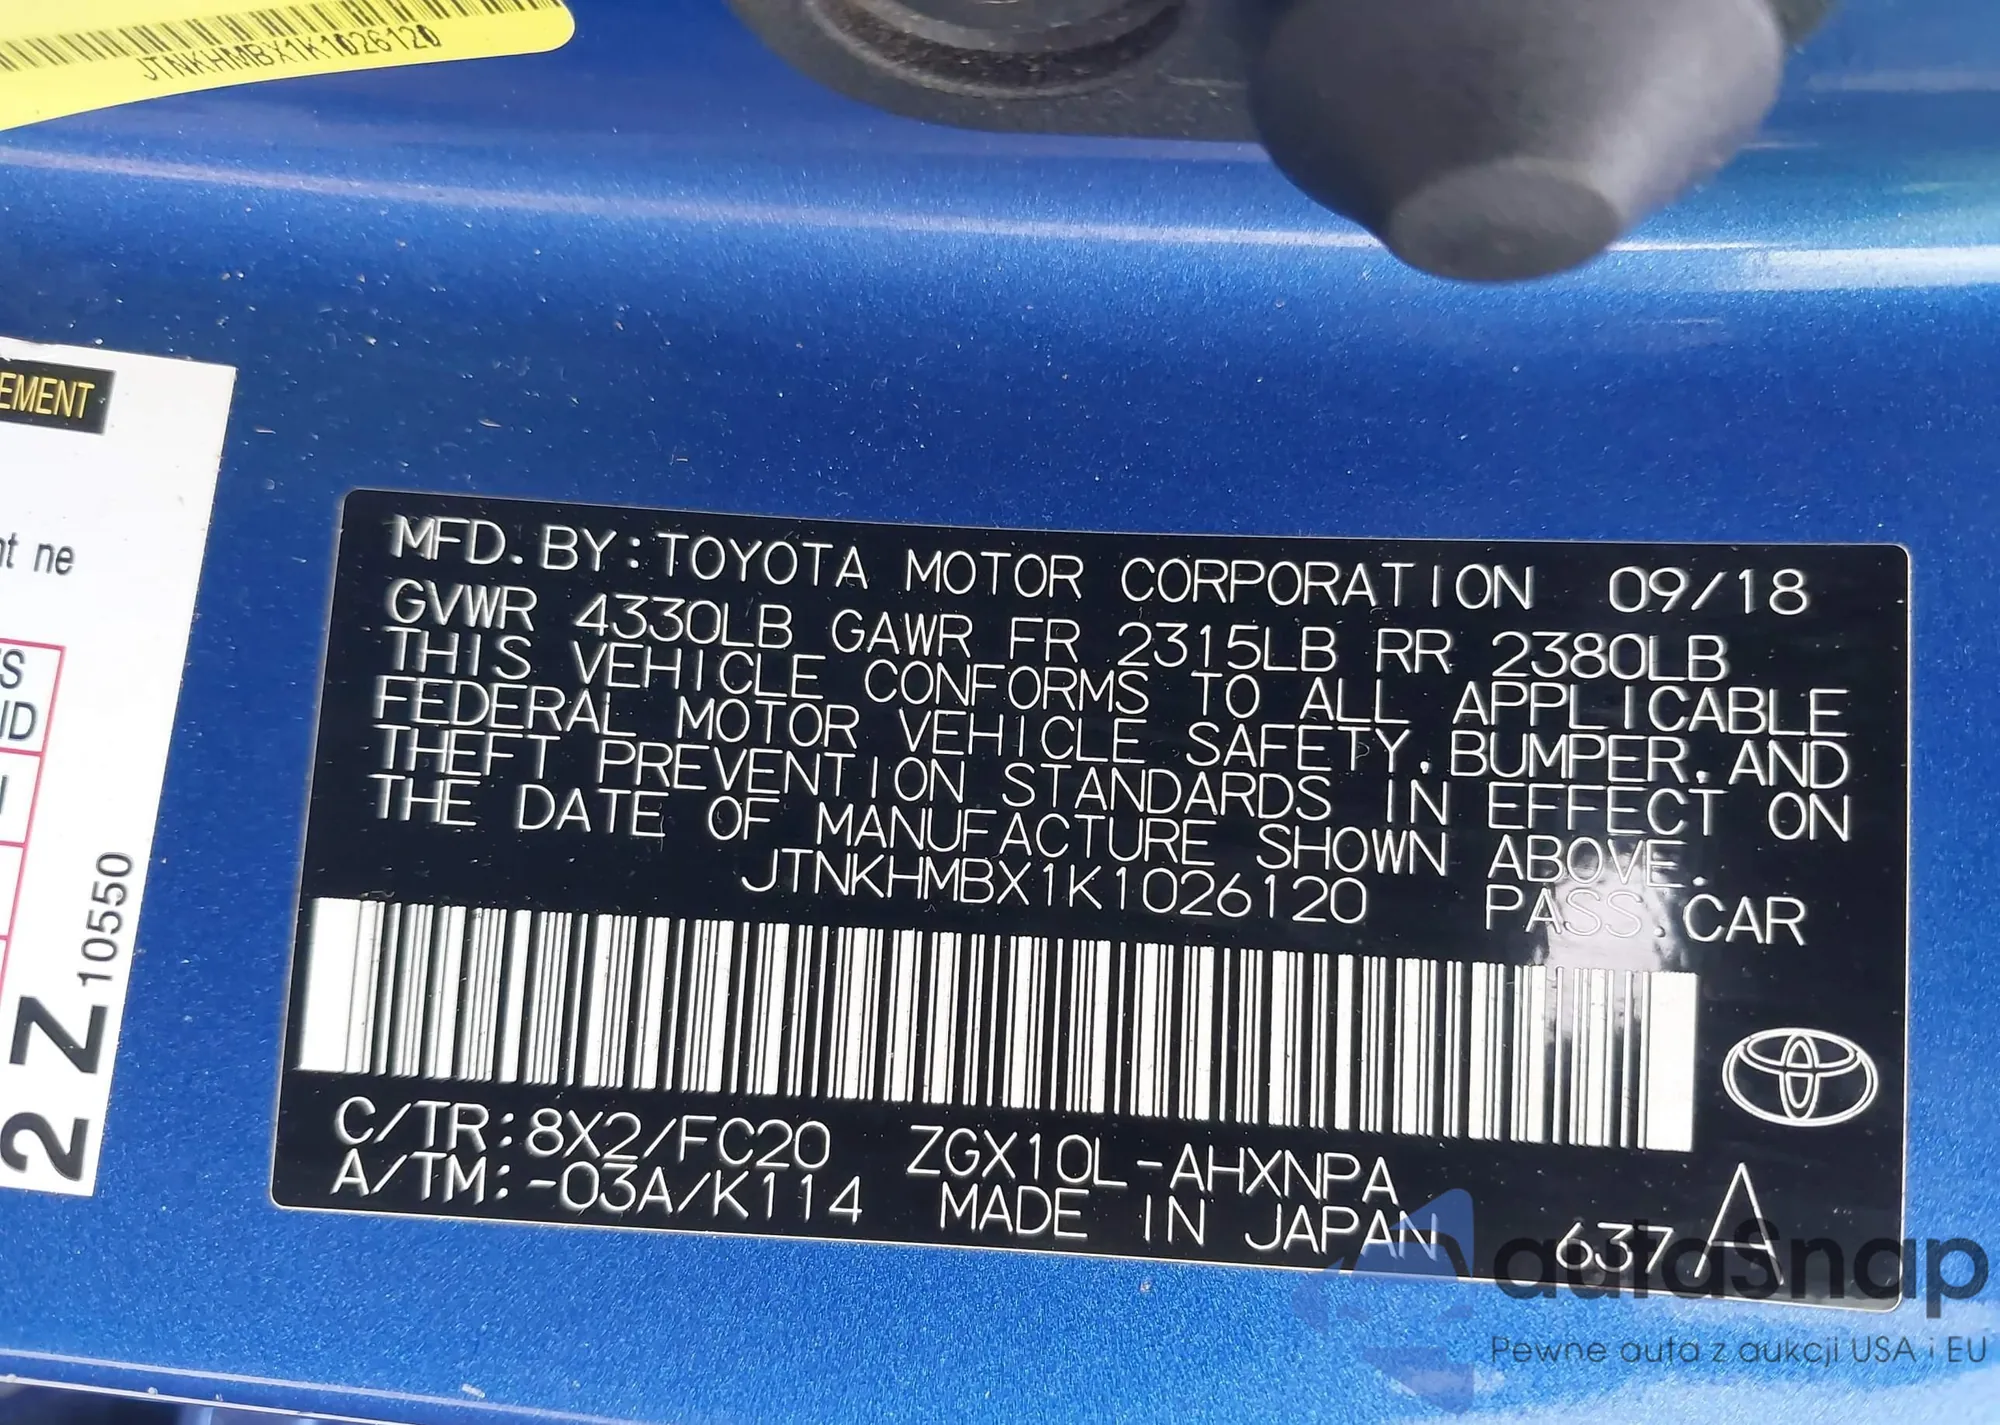 JTNKHMBX1K1026120
EMENT
nt ne
S
ID
2 Z 10550
MFD. BY: TOYOTA MOTOR CORPORATION 09/18
GVWR 4330LB GAWR FR 2315LB RR 2380LB
THIS VEHICLE CONFORMS TO ALL APPLICABLE
FEDERAL MOTOR VEHICLE SAFETY, BUMPER, AND
THEFT PREVENTION STANDARDS IN EFFECT ON
THE DATE OF MANUFACTURE SHOWN ABOVE.
JTNKHMBX1K1026120 PASS. CAR
C/TR: 8X2/FC20 ZGX10L-AHXNPA
A/TM: -03A/K114 MADE IN JAPAN 637 A
autaSnap
Pewne auta z aukcji USA i EU